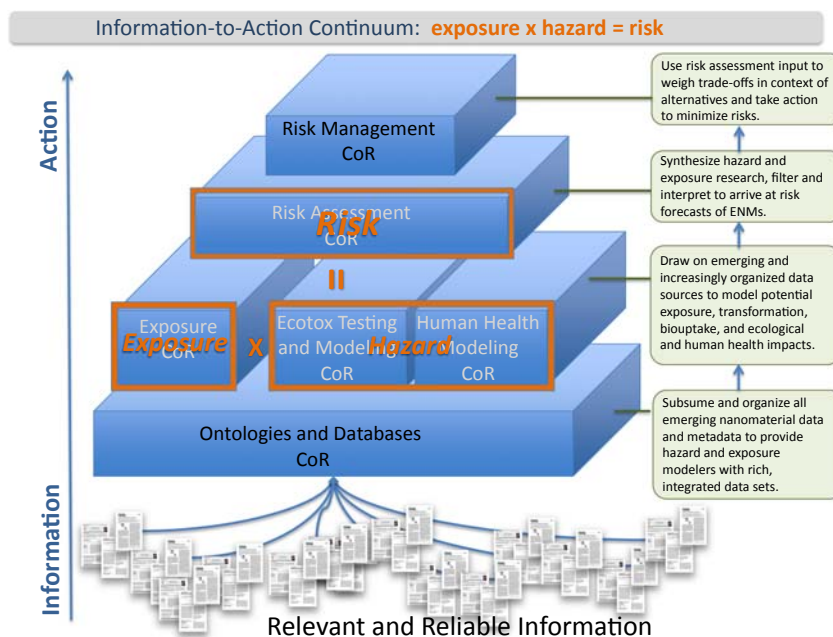 Information-to-Action Continuum: exposure x hazard = risk
Action
Information
Risk Management
CoR
Use risk assessment input to
weigh trade-offs in context of
alternatives and take action
to minimize risks.
Risk Assessment
CoR
Risk
Synthesize hazard and
exposure research, filter and
interpret to arrive at risk
forecasts of ENMs.
=
Exposure
CoR
Exposure
x
Ecotox Testing
and Modeling
CoR
Human Health
Modeling
CoR
Hazard
Draw on emerging and
increasingly organized data
sources to model potential
exposure, transformation,
biouptake, and ecological
and human health impacts.
Ontologies and Databases
CoR
Subsume and organize all
emerging nanomaterial data
and metadata to provide
hazard and exposure
modelers with rich,
integrated data sets.
Relevant and Reliable Information